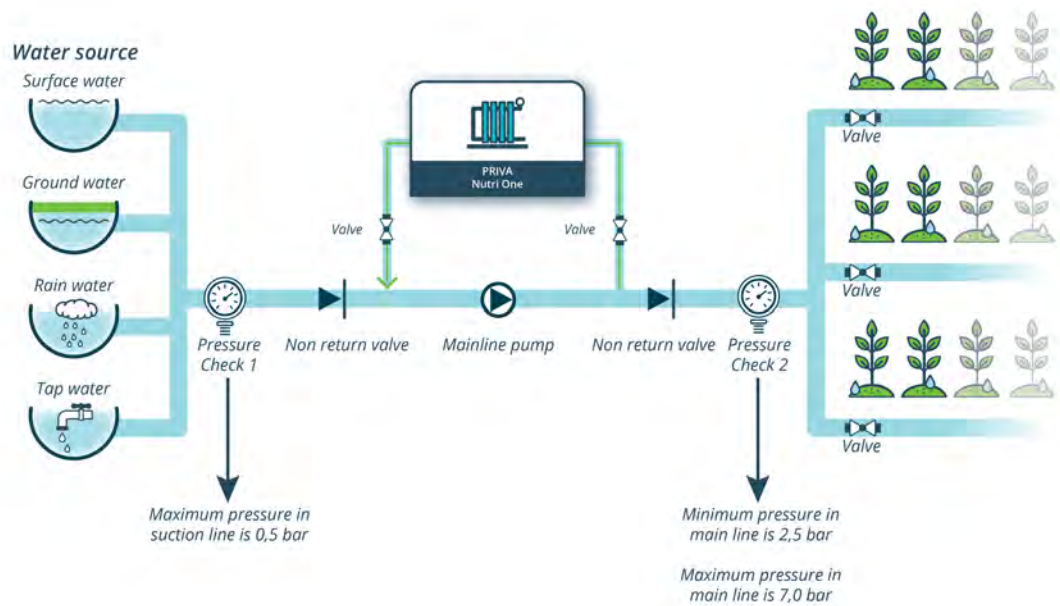 Water source
Surface water
Ground water
Rain water
Tap water
PRIVA
Nutri One
Valve
Valve
Pressure
Check 1
Non return valve
Mainline pump
Non return valve
Pressure
Check 2
Valve
Valve
Valve
Maximum pressure in
suction line is 0,5 bar
Minimum pressure in
main line is 2,5 bar
Maximum pressure in
main line is 7,0 bar